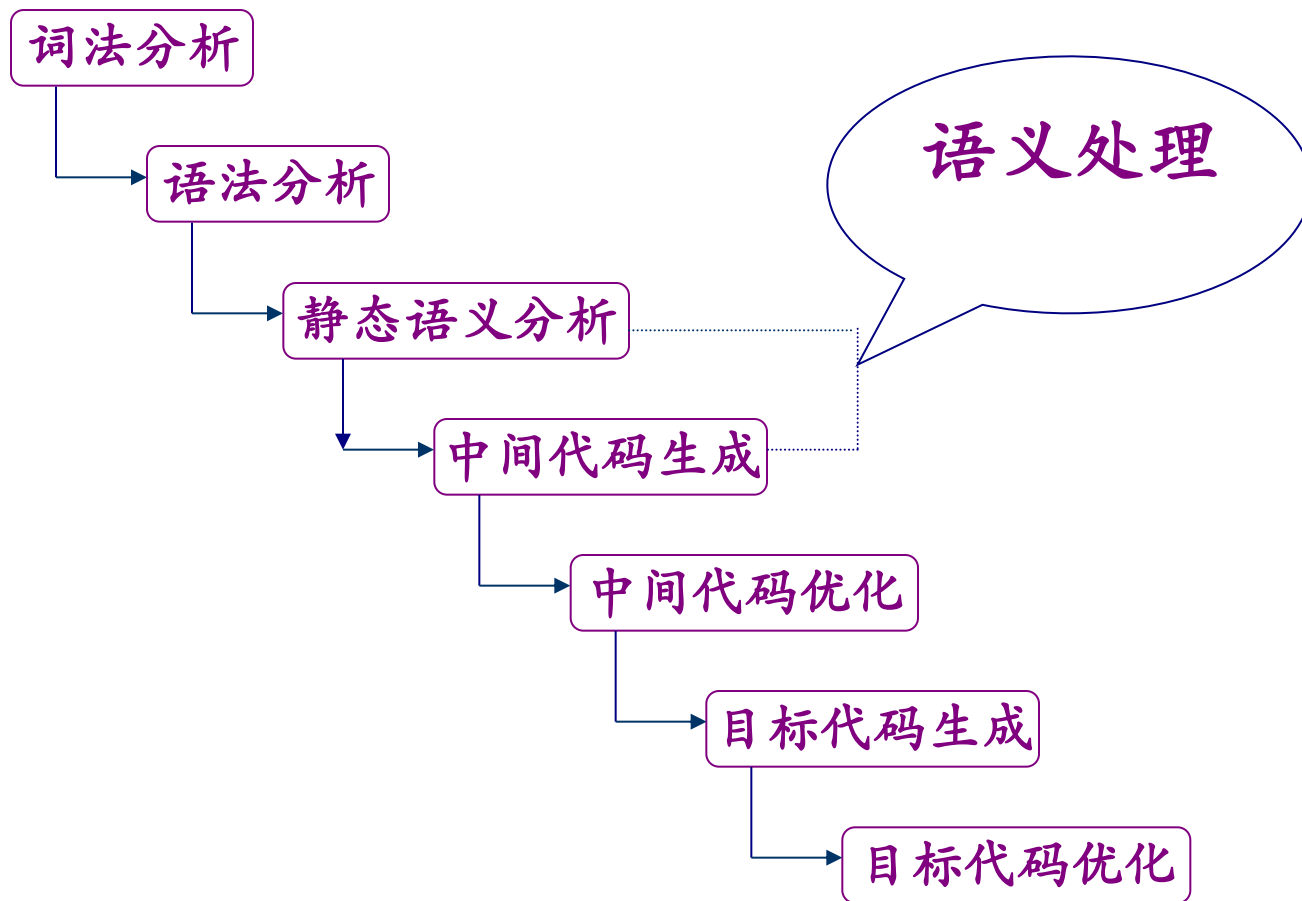 词法分析
语义处理
语法分析
静态语义分析
中间代码生成
中间代码优化
目标代码生成
目标代码优化